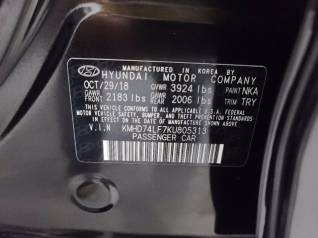 MANUFACTURED IN KOREA BY
HYUNDAI MOTOR COMPANY
OCT/29/18 GVWR 3924 lbs PAINT NKA
GAWR FRONT 2183 lbs GAWR REAR 2006 lbs TRIM TRY
THIS VEHICLE CONFORMS TO ALL APPLICABLE
U.S. FEDERAL MOTOR VEHICLE SAFETY, BUMPER,
AND THEFT PREVENTION STANDARDS IN EFFECT
ON THE DATE OF MANUFACTURE SHOWN ABOVE.
V.I.N KMHD74LF7KU805313
PASSENGER CAR